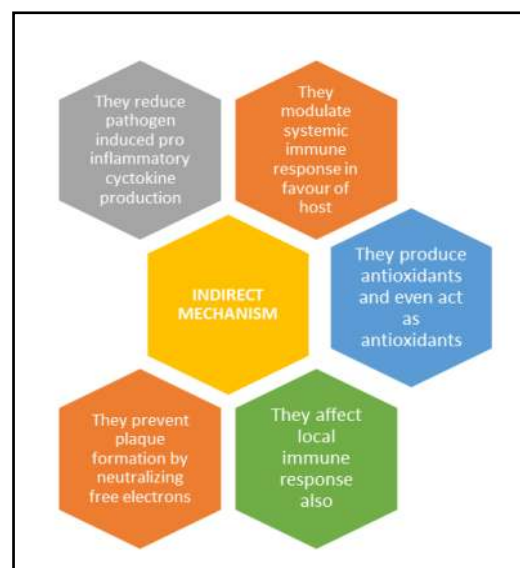 They reduce
pathogen
induced pro
inflammatory
cyctokine
production
They
modulate
systemic
immune
response in
favour of
host
INDIRECT
MECHANISM
They produce
antioxidants
and even act
as
antioxidants
They prevent
plaque
formation by
neutralizing
free electrons
They affect
local
immune
response
also